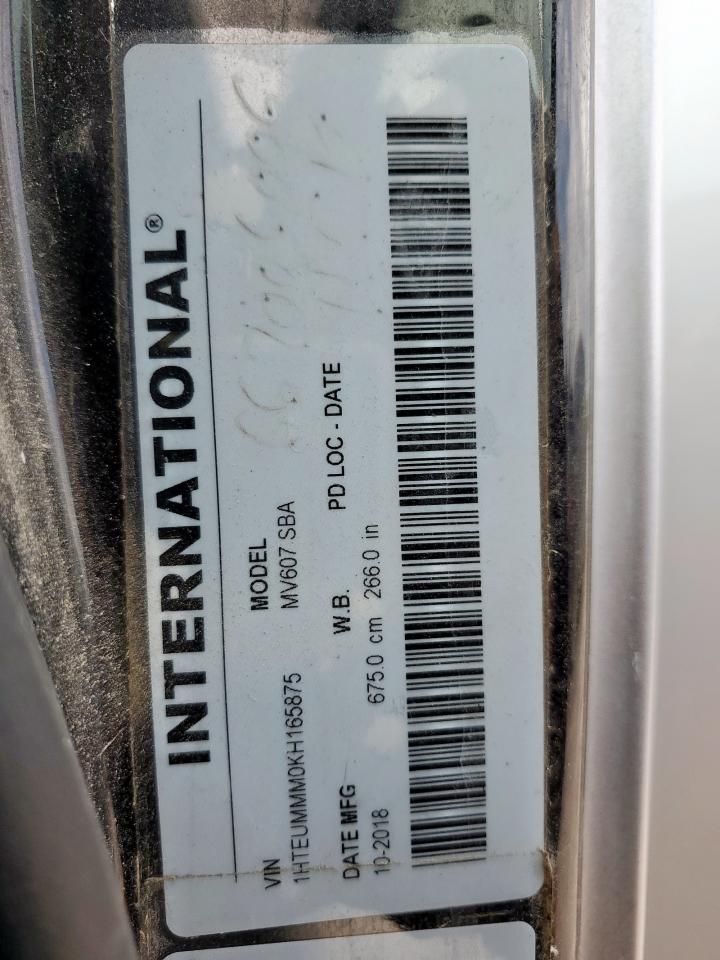 INTERNATIONAL®
VIN MODEL
1HTEUMMM0KH165875 MV607 SBA
DATE MFG W.B. PD LOC - DATE
10-2018 675.0 cm 266.0 in